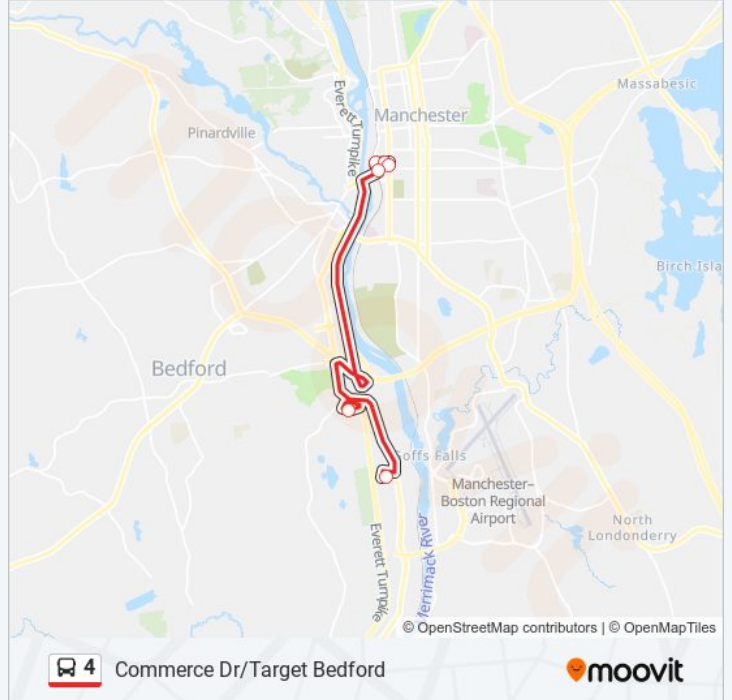 Everett Turnpike
Manchester
Massabesic
Pinardville
Birch Isla
Bedford
Goffs Falls
Manchester–
Boston Regional
Airport
North
Londonderry
Everett Turnpike
Merrimack River
© OpenStreetMap contributors | © OpenMapTiles
4 Commerce Dr/Target Bedford
moovit